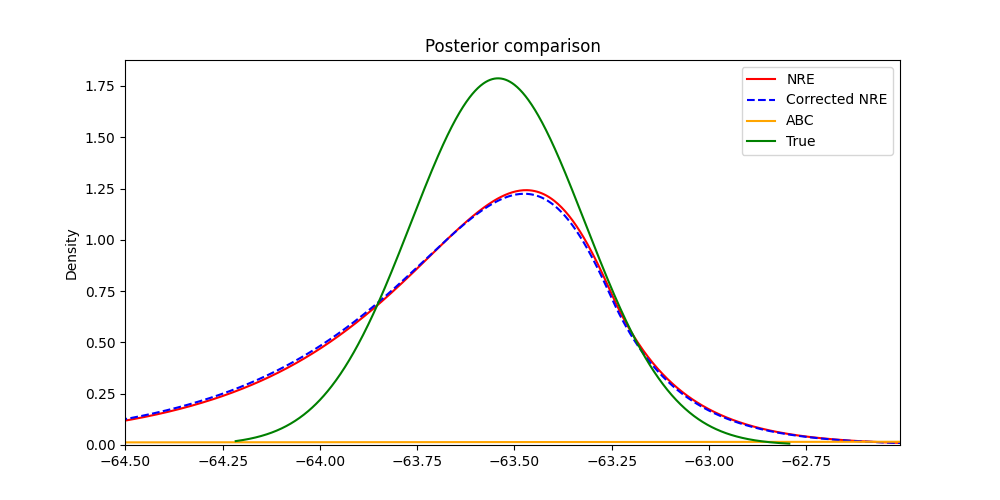 Posterior comparison
NRE
Corrected NRE
ABC
True
Density
1.75
1.50
1.25
1.00
0.75
0.50
0.25
0.00
−64.50 −64.25 −64.00 −63.75 −63.50 −63.25 −63.00 −62.75